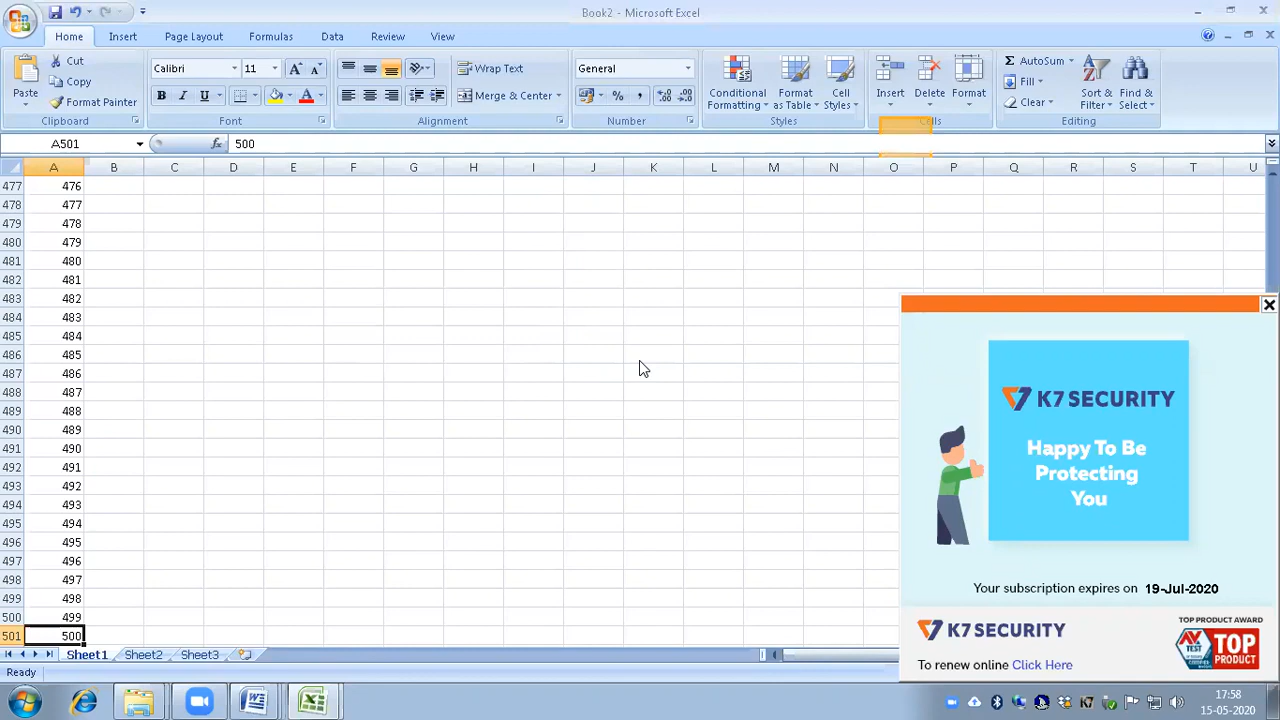 Book2 - Microsoft Excel
Home Insert Page Layout Formulas Data Review View
Paste
Cut
Copy
Format Painter
Clipboard
Calibri 11
B I U
Font
Wrap Text
Merge & Center
Alignment
General
% ,
Number
Conditional Formatting
Format as Table
Cell Styles
Styles
Insert
Delete
Format
Cells
AutoSum
Fill
Clear
Sort & Filter
Find & Select
Editing
A501 fx 500
A B C D E F G H I J K L M N O P Q R S T U
477 476
478 477
479 478
480 479
481 480
482 481
483 482
484 483
485 484
486 485
487 486
488 487
489 488
490 489
491 490
492 491
493 492
494 493
495 494
496 495
497 496
498 497
499 498
500 499
501 500
K7 SECURITY
Happy To Be
Protecting
You
Your subscription expires on 19-Jul-2020
K7 SECURITY
To renew online Click Here
TOP PRODUCT AWARD
AV TEST
TOP PRODUCT
Sheet1 Sheet2 Sheet3
Ready
17:58
15-05-2020